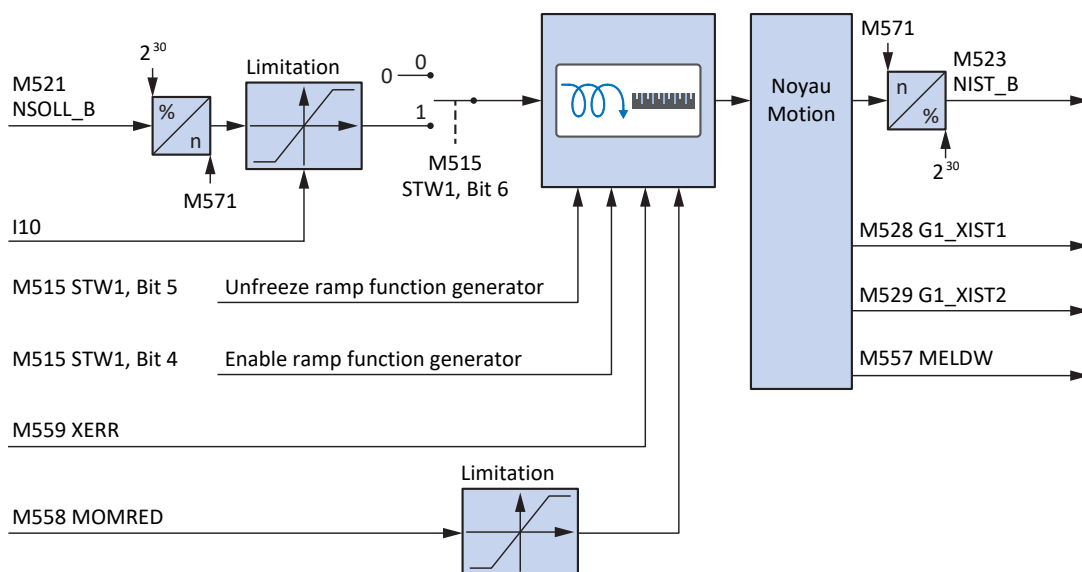 2³⁰
M521
NSOLL_B
%
n
M571
Limitation
0
0
1
M515
STW1, Bit 6
Noyau
Motion
M571
n
%
2³⁰
M523
NIST_B
I10
M528 G1_XIST1
M515 STW1, Bit 5
Unfreeze ramp function generator
M529 G1_XIST2
M515 STW1, Bit 4
Enable ramp function generator
M557 MELDW
M559 XERR
Limitation
M558 MOMRED